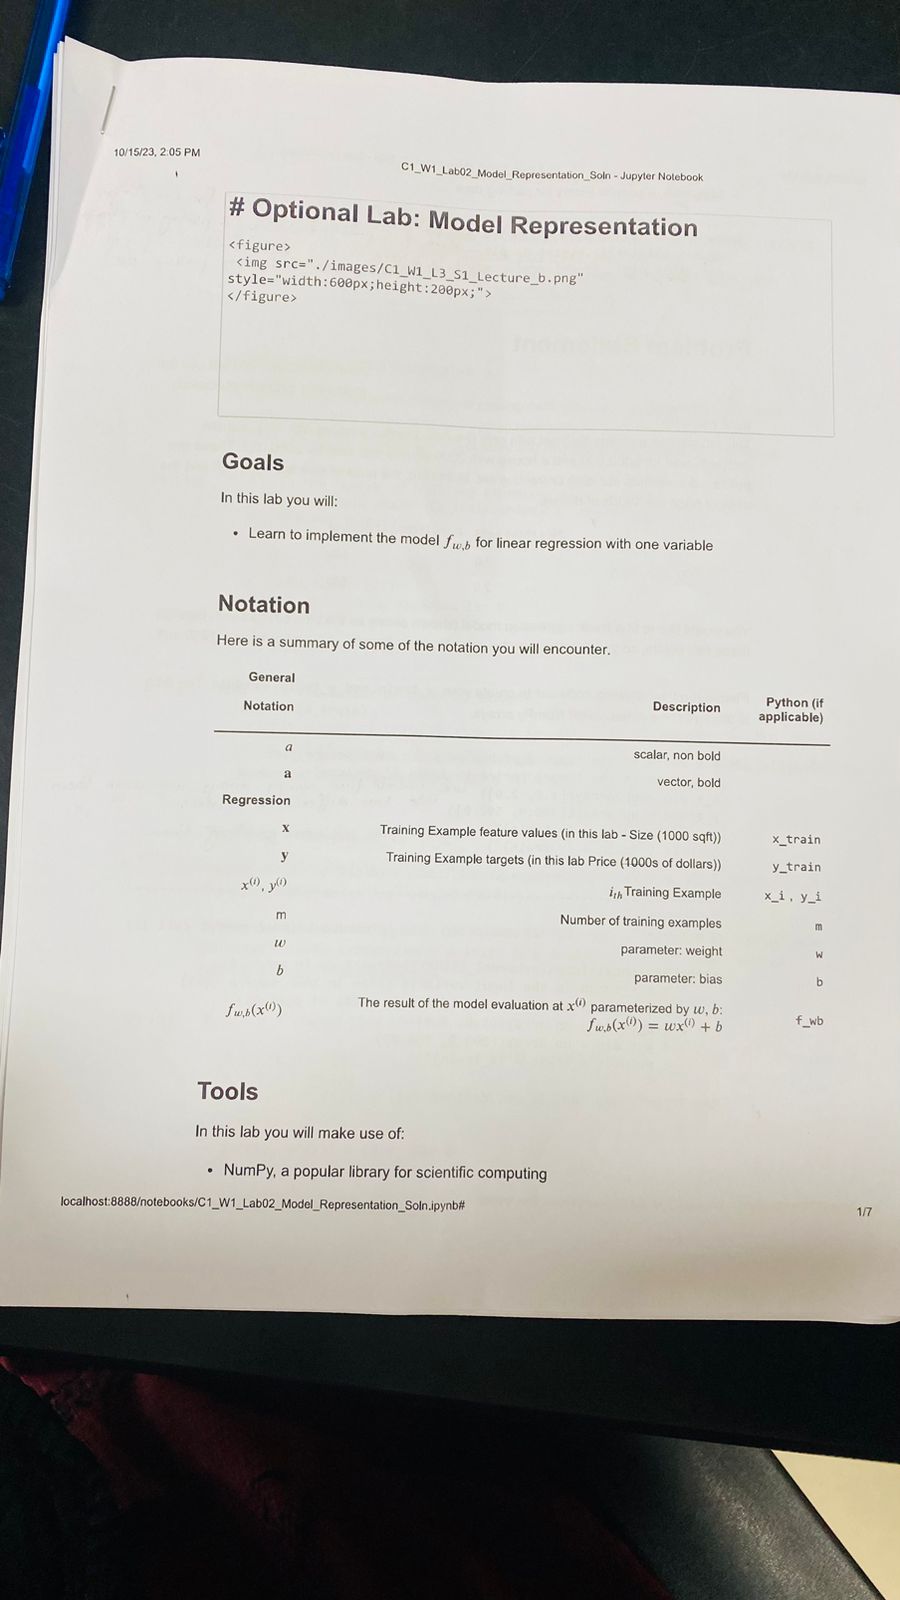 10/15/23, 2:05 PM
C1_W1_Lab02_Model_Representation_Soln - Jupyter Notebook
# Optional Lab: Model Representation
<figure>
<img src="./images/C1_W1_L3_S1_Lecture_b.png"
style="width:600px;height:200px;">
</figure>
Goals
In this lab you will:
• Learn to implement the model f_{w,b} for linear regression with one variable
Notation
Here is a summary of some of the notation you will encounter.
General
Notation Description Python (if applicable)
a scalar, non bold
a vector, bold
Regression
x Training Example feature values (in this lab - Size (1000 sqft)) x_train
y Training Example targets (in this lab Price (1000s of dollars)) y_train
x^{(i)}, y^{(i)} i_{th} Training Example x_i , y_i
m Number of training examples m
w parameter: weight w
b parameter: bias b
f_{w,b}(x^{(i)}) The result of the model evaluation at x^{(i)} parameterized by w, b:
f_{w,b}(x^{(i)}) = wx^{(i)} + b f_wb
Tools
In this lab you will make use of:
• NumPy, a popular library for scientific computing
localhost:8888/notebooks/C1_W1_Lab02_Model_Representation_Soln.ipynb#
1/7